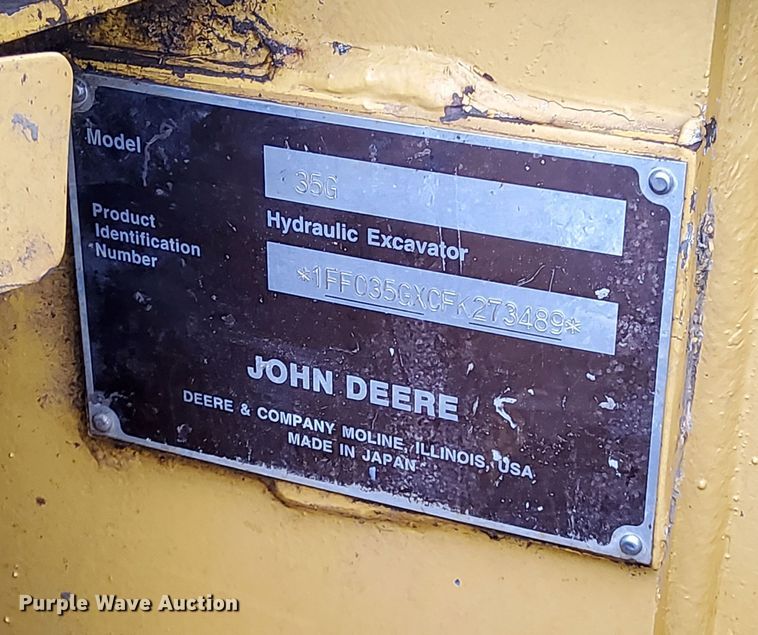 Model
35G
Hydraulic Excavator
Product
Identification
Number
*1FF035GXCFK273489*
JOHN DEERE
DEERE & COMPANY MOLINE, ILLINOIS, USA
MADE IN JAPAN
Purple Wave Auction